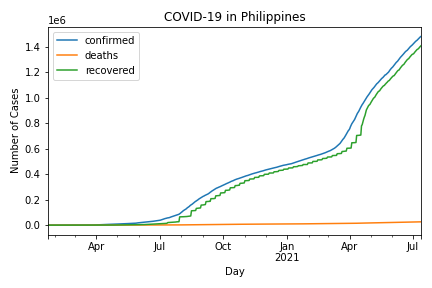 COVID-19 in Philippines
1e6
confirmed
deaths
recovered
1.4
1.2
1.0
0.8
0.6
0.4
0.2
0.0
Number of Cases
Apr Jul Oct Jan Apr Jul
2021
Day